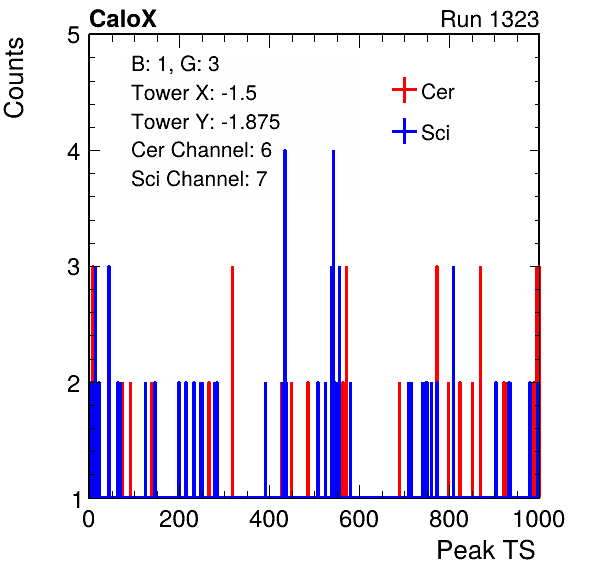 CaloX Run 1323
Counts
5
4
3
2
1
B: 1, G: 3
Tower X: -1.5
Tower Y: -1.875
Cer Channel: 6
Sci Channel: 7
Cer
Sci
0 200 400 600 800 1000
Peak TS